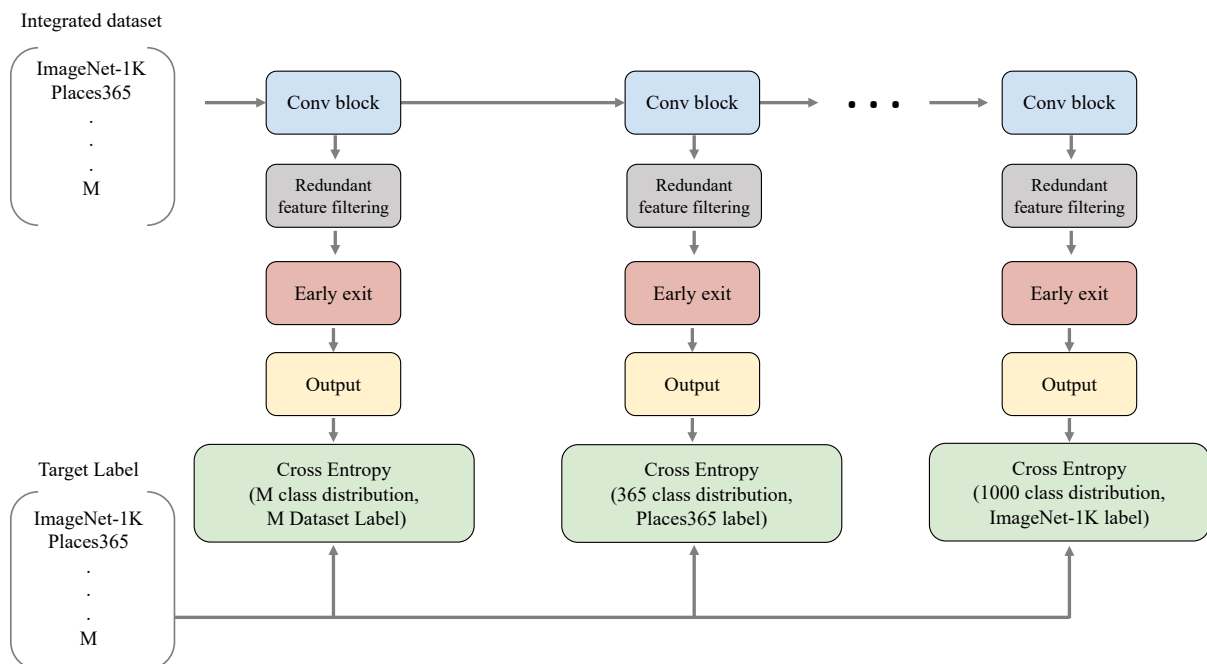 Integrated dataset
ImageNet-1K
Places365
.
.
.
M
Conv block
Conv block
. . .
Conv block
Redundant
feature filtering
Redundant
feature filtering
Redundant
feature filtering
Early exit
Early exit
Early exit
Output
Output
Output
Cross Entropy
(M class distribution,
M Dataset Label)
Cross Entropy
(365 class distribution,
Places365 label)
Cross Entropy
(1000 class distribution,
ImageNet-1K label)
Target Label
ImageNet-1K
Places365
.
.
.
M